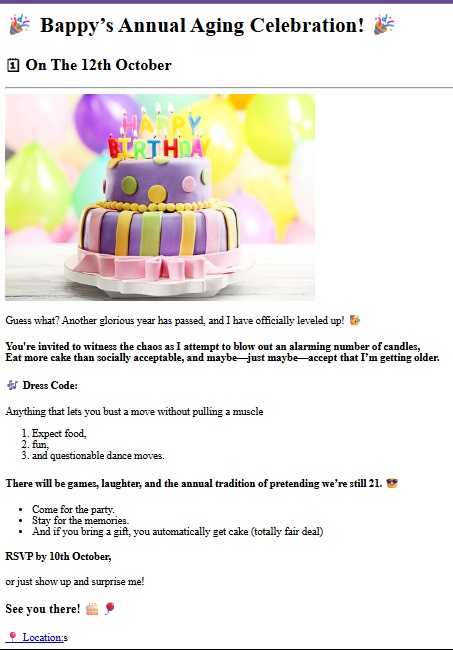 🎉 Bappy’s Annual Aging Celebration! 🎉
🗓 On The 12th October
HAPPY
BIRTHDAY
Guess what? Another glorious year has passed, and I have officially leveled up! 🥳
You're invited to witness the chaos as I attempt to blow out an alarming number of candles,
Eat more cake than socially acceptable, and maybe—just maybe—accept that I’m getting older.
🎶 Dress Code:
Anything that lets you bust a move without pulling a muscle
1. Expect food,
2. fun,
3. and questionable dance moves.
There will be games, laughter, and the annual tradition of pretending we’re still 21. 😎
• Come for the party.
• Stay for the memories.
• And if you bring a gift, you automatically get cake (totally fair deal)
RSVP by 10th October,
or just show up and surprise me!
See you there! 🎂 🎈
📍 Location:s